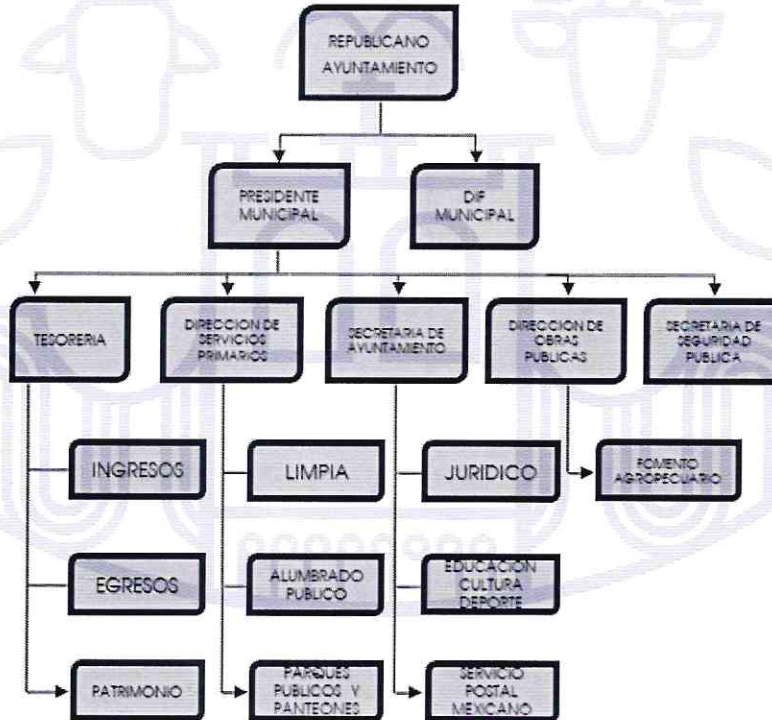 REPUBLICANO
AYUNTAMIENTO
PRESIDENTE
MUNICIPAL
DIF
MUNICIPAL
TESORERIA
DIRECCION DE
SERVICIOS
PRIMARIOS
SECRETARIA DE
AYUNTAMIENTO
DIRECCION DE
OBRAS
PUBLICAS
SECRETARIA DE
SEGURIDAD
PUBLICA
INGRESOS
LIMPIA
JURIDICO
FOMENTO
AGROPECUARIO
EGRESOS
ALUMBRADO
PUBLICO
EDUCACION
CULTURA
DEPORTE
PATRIMONIO
PARQUES
PUBLICOS Y
PANTEONES
SERVICIO
POSTAL
MEXICANO